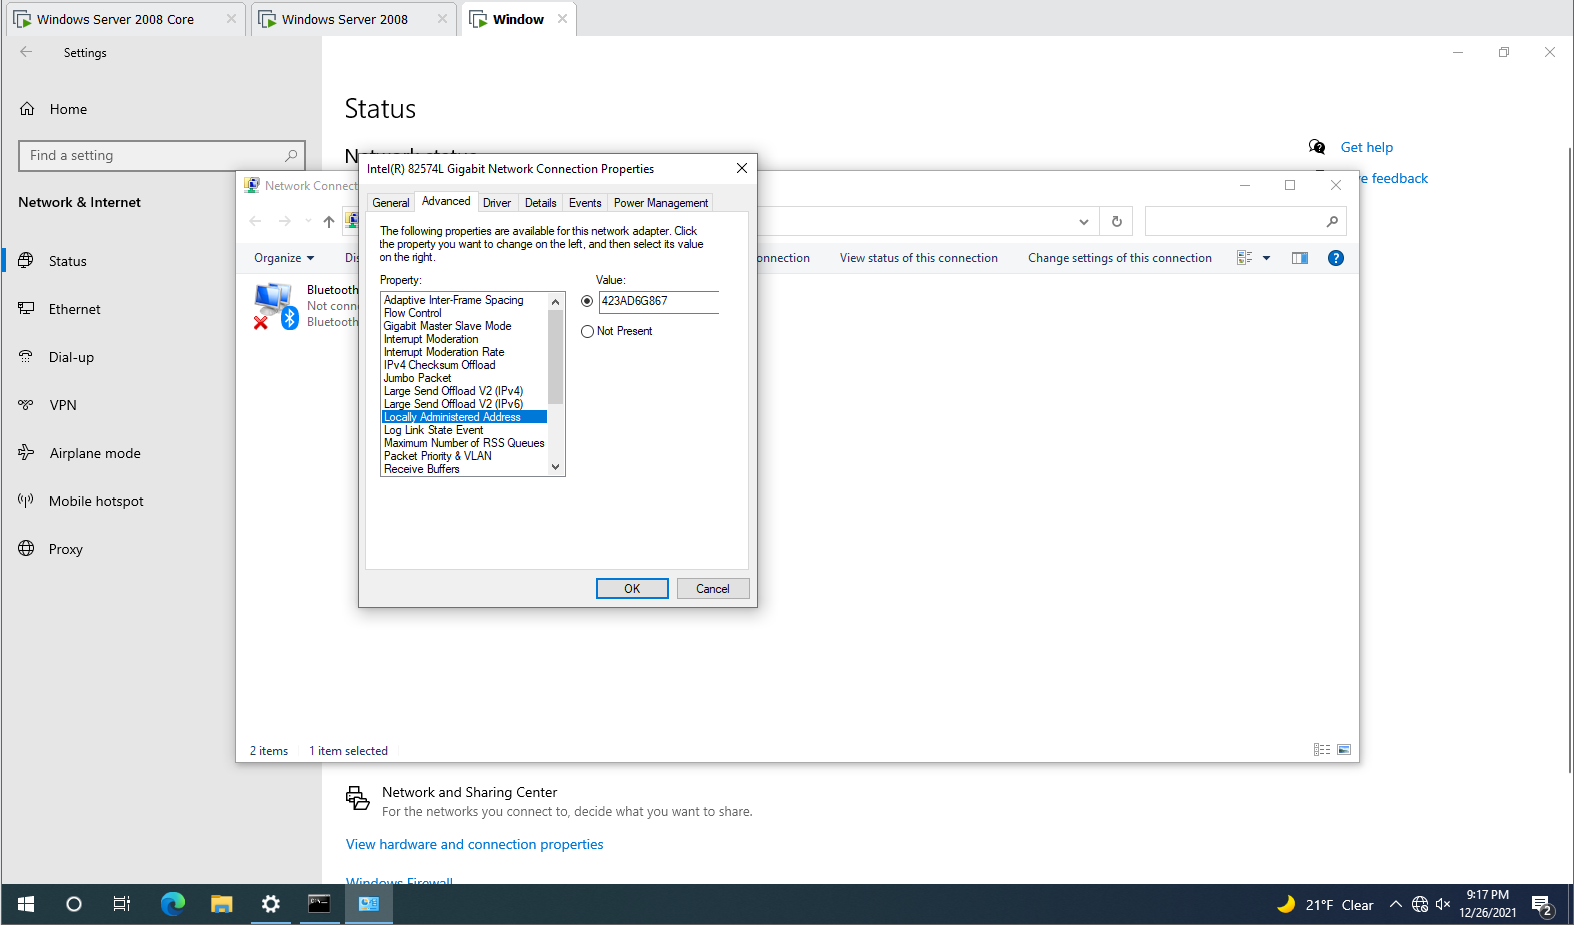 Windows Server 2008 Core
Windows Server 2008
Window
Settings
Home
Find a setting
Network & Internet
Status
Ethernet
Dial-up
VPN
Airplane mode
Mobile hotspot
Proxy
Status
Get help
feedback
Network Connect
Organize
View status of this connection
Change settings of this connection
Bluetooth
Not conn
Bluetooth
Intel(R) 82574L Gigabit Network Connection Properties
General
Advanced
Driver
Details
Events
Power Management
The following properties are available for this network adapter. Click
the property you want to change on the left, and then select its value
on the right.
Property:
Value:
Adaptive Inter-Frame Spacing
Flow Control
Gigabit Master Slave Mode
Interrupt Moderation
Interrupt Moderation Rate
IPv4 Checksum Offload
Jumbo Packet
Large Send Offload V2 (IPv4)
Large Send Offload V2 (IPv6)
Locally Administered Address
Log Link State Event
Maximum Number of RSS Queues
Packet Priority & VLAN
Receive Buffers
423AD6G867
Not Present
OK
Cancel
2 items
1 item selected
Network and Sharing Center
For the networks you connect to, decide what you want to share.
View hardware and connection properties
Windows Firewall
21°F Clear
9:17 PM
12/26/2021
2